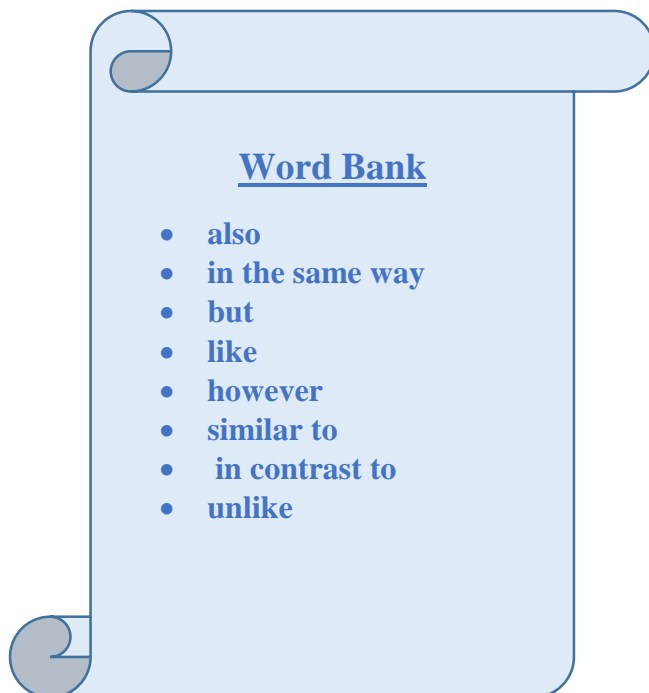 Word Bank
• also
• in the same way
• but
• like
• however
• similar to
• in contrast to
• unlike